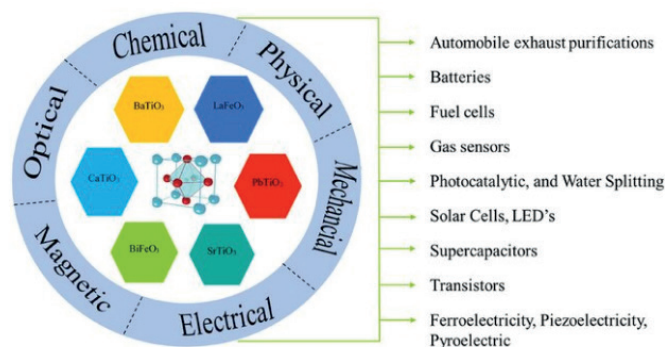 Chemical
Physical
Mechancial
Electrical
Magnetic
Optical
BaTiO₃
LaFeO₃
CaTiO₃
PbTiO₃
BiFeO₃
SrTiO₃
Automobile exhaust purifications
Batteries
Fuel cells
Gas sensors
Photocatalytic, and Water Splitting
Solar Cells, LED's
Supercapacitors
Transistors
Ferroelectricity, Piezoelectricity,
Pyroelectric